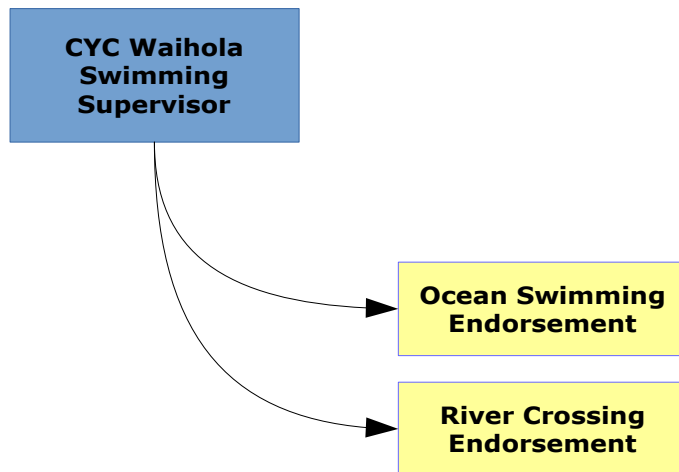 CYC Waihola
Swimming
Supervisor
Ocean Swimming
Endorsement
River Crossing
Endorsement